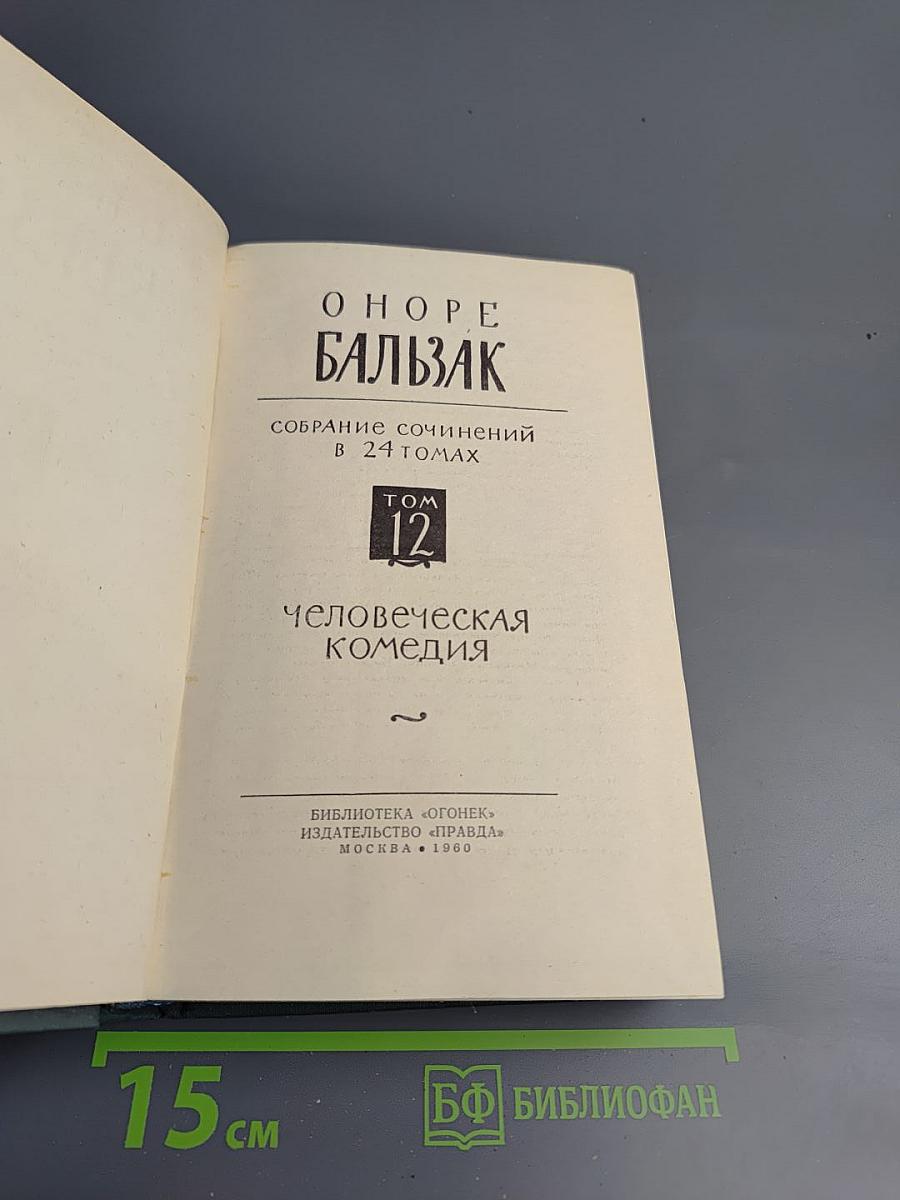 ОНОРЕ
БАЛЬЗАК
СОБРАНИЕ СОЧИНЕНИЙ
В 24 ТОМАХ
ТОМ
12
ЧЕЛОВЕЧЕСКАЯ
КОМЕДИЯ
БИБЛИОТЕКА «ОГОНЕК»
ИЗДАТЕЛЬСТВО «ПРАВДА»
МОСКВА • 1960
15 см
БФ БИБЛИОФАН